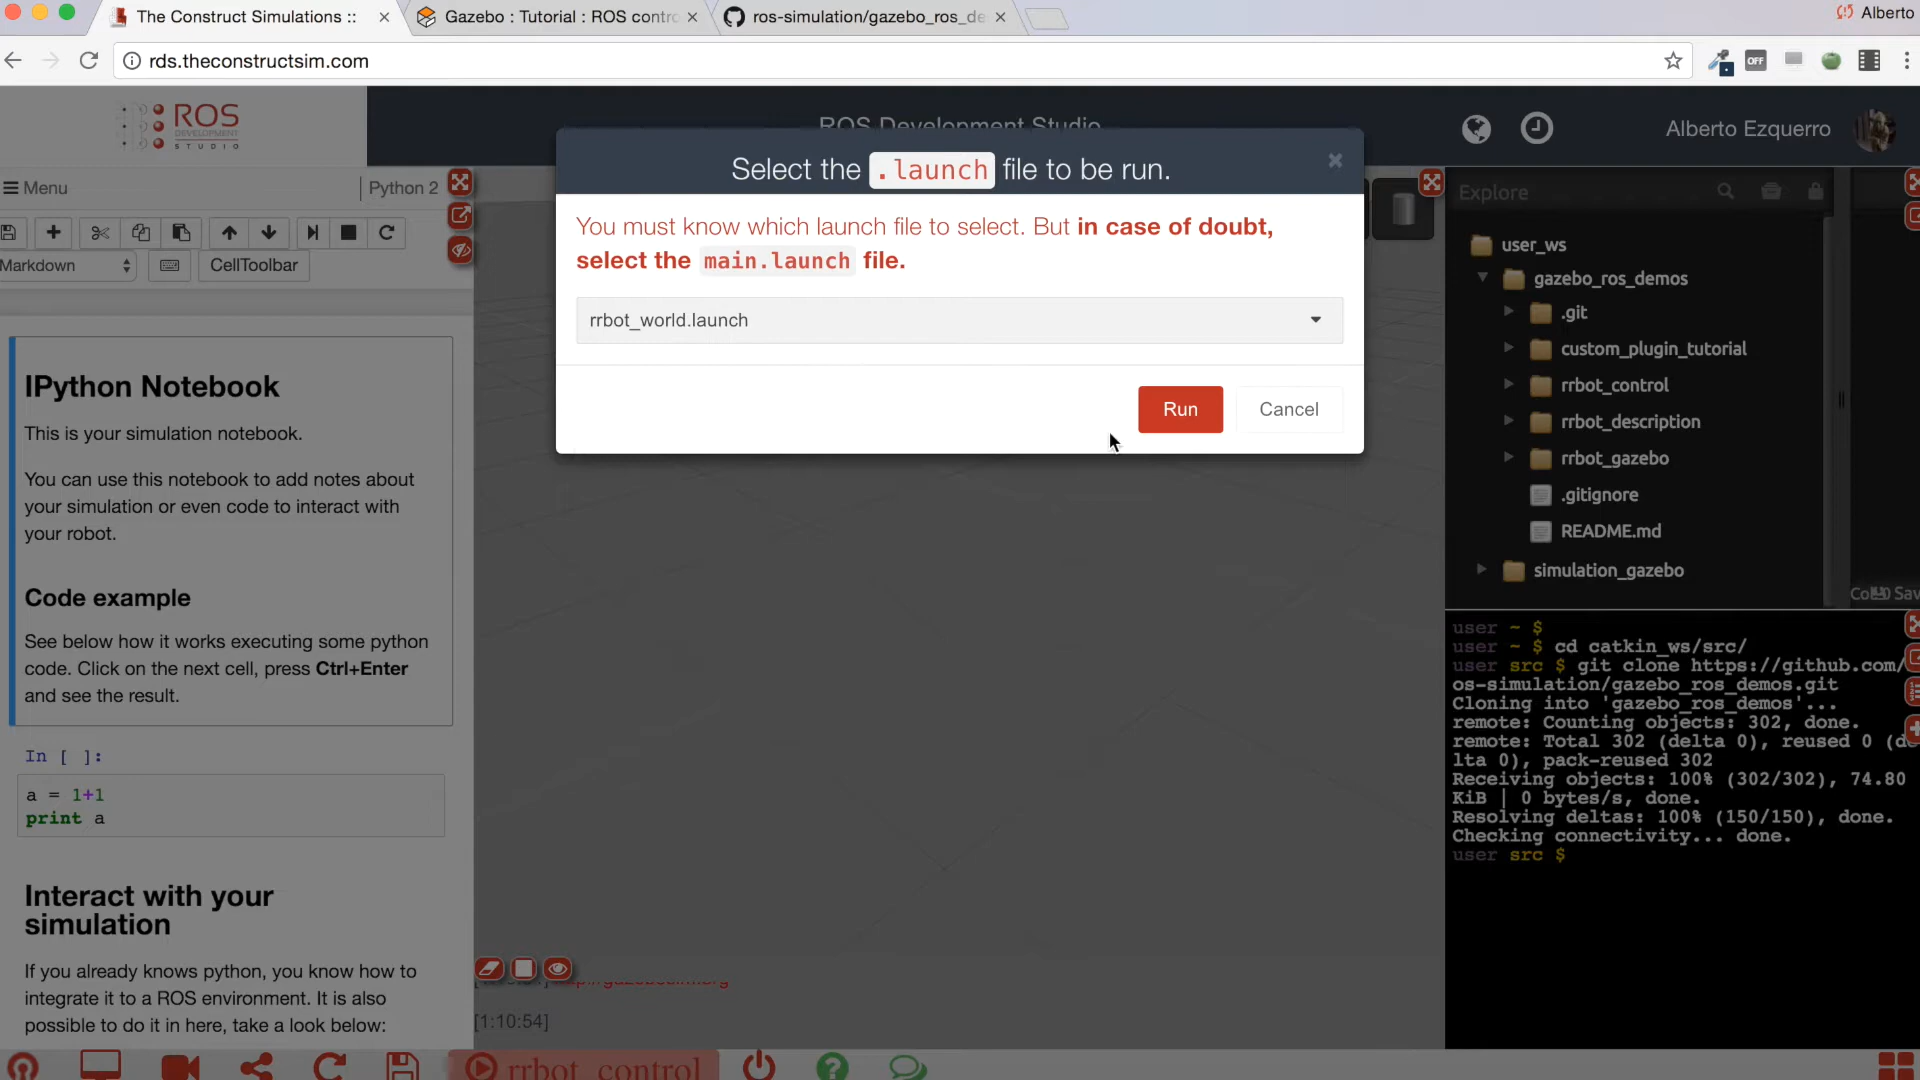 The Construct Simulations ::
Gazebo : Tutorial : ROS contro
ros-simulation/gazebo_ros_de
Alberto
rds.theconstructsim.com
OFF
ROS
DEVELOPMENT
STUDIO
ROS Development Studio
Alberto Ezquerro
Select the .launch file to be run.
You must know which launch file to select. But in case of doubt,
select the main.launch file.
rrbot_world.launch
Run
Cancel
Menu
Python 2
Markdown
CellToolbar
IPython Notebook
This is your simulation notebook.
You can use this notebook to add notes about
your simulation or even code to interact with
your robot.
Code example
See below how it works executing some python
code. Click on the next cell, press Ctrl+Enter
and see the result.
In [ ]:
a = 1+1
print a
Interact with your
simulation
If you already knows python, you know how to
integrate it to a ROS environment. It is also
possible to do it in here, take a look below:
[1:10:54]
Explore
user_ws
gazebo_ros_demos
.git
custom_plugin_tutorial
rrbot_control
rrbot_description
rrbot_gazebo
.gitignore
README.md
simulation_gazebo
Sav
user ~ $
user ~ $ cd catkin_ws/src/
user src $ git clone https://github.com/
os-simulation/gazebo_ros_demos.git
Cloning into 'gazebo_ros_demos'...
remote: Counting objects: 302, done.
remote: Total 302 (delta 0), reused 0 (de
lta 0), pack-reused 302
Receiving objects: 100% (302/302), 74.80
KiB | 0 bytes/s, done.
Resolving deltas: 100% (150/150), done.
Checking connectivity... done.
user src $
rrbot_control